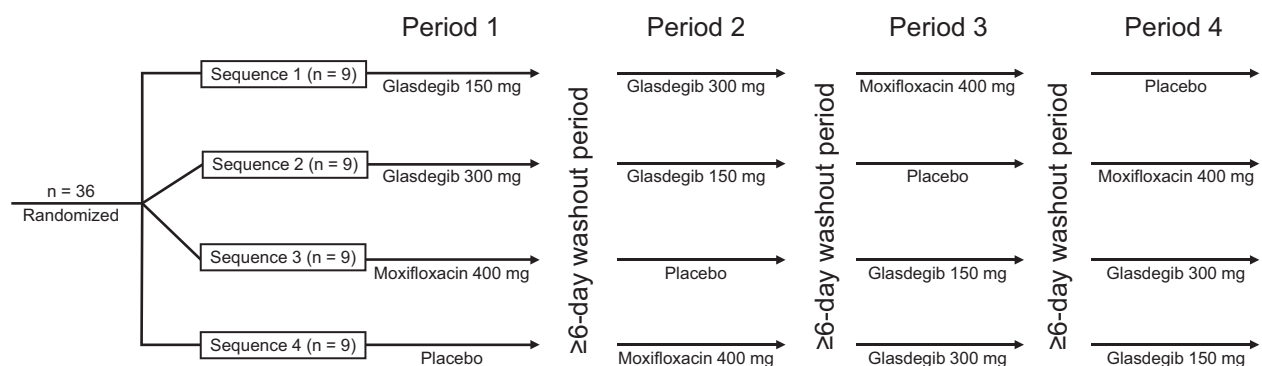 Period 1 Period 2 Period 3 Period 4
Sequence 1 (n = 9)
Glasdegib 150 mg Glasdegib 300 mg Moxifloxacin 400 mg Placebo
Sequence 2 (n = 9)
Glasdegib 300 mg Glasdegib 150 mg Placebo Moxifloxacin 400 mg
n = 36
Randomized
Sequence 3 (n = 9)
Moxifloxacin 400 mg Placebo Glasdegib 150 mg Glasdegib 300 mg
Sequence 4 (n = 9)
Placebo Moxifloxacin 400 mg Glasdegib 300 mg Glasdegib 150 mg
≥6-day washout period
≥6-day washout period
≥6-day washout period